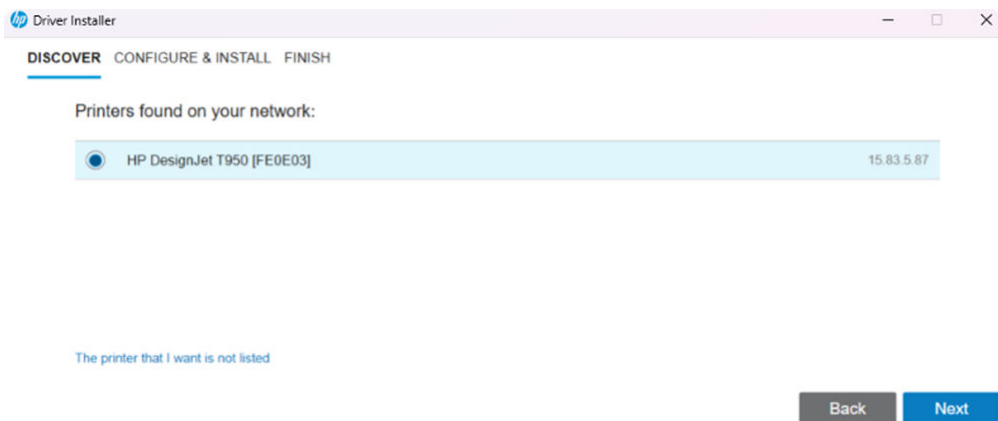 hp Driver Installer
DISCOVER CONFIGURE & INSTALL FINISH
Printers found on your network:
HP DesignJet T950 [FE0E03] 15.83.5.87
The printer that I want is not listed
Back Next